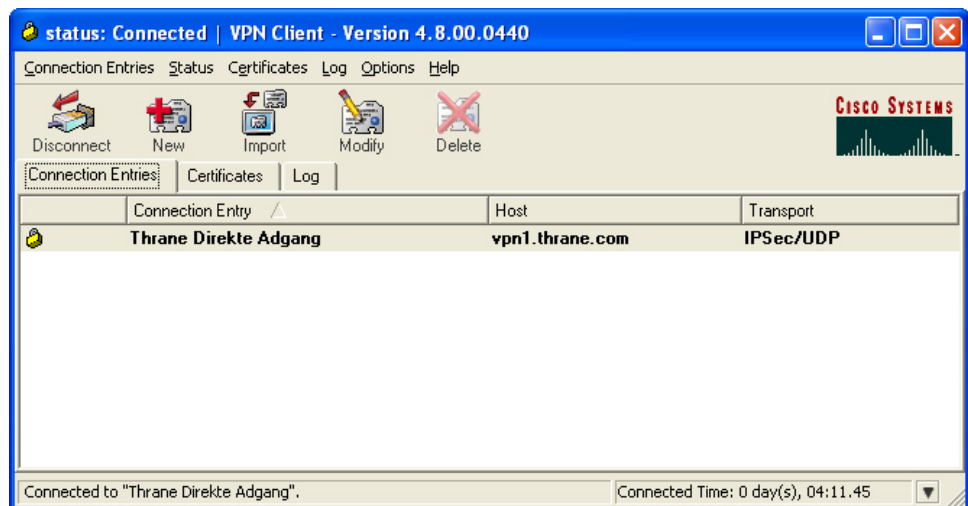 status: Connected | VPN Client - Version 4.8.00.0440
Connection Entries Status Certificates Log Options Help
Disconnect New Import Modify Delete
CISCO SYSTEMS
Connection Entries Certificates Log
Connection Entry Host Transport
Thrane Direkte Adgang vpn1.thrane.com IPSec/UDP
Connected to "Thrane Direkte Adgang". Connected Time: 0 day(s), 04:11.45